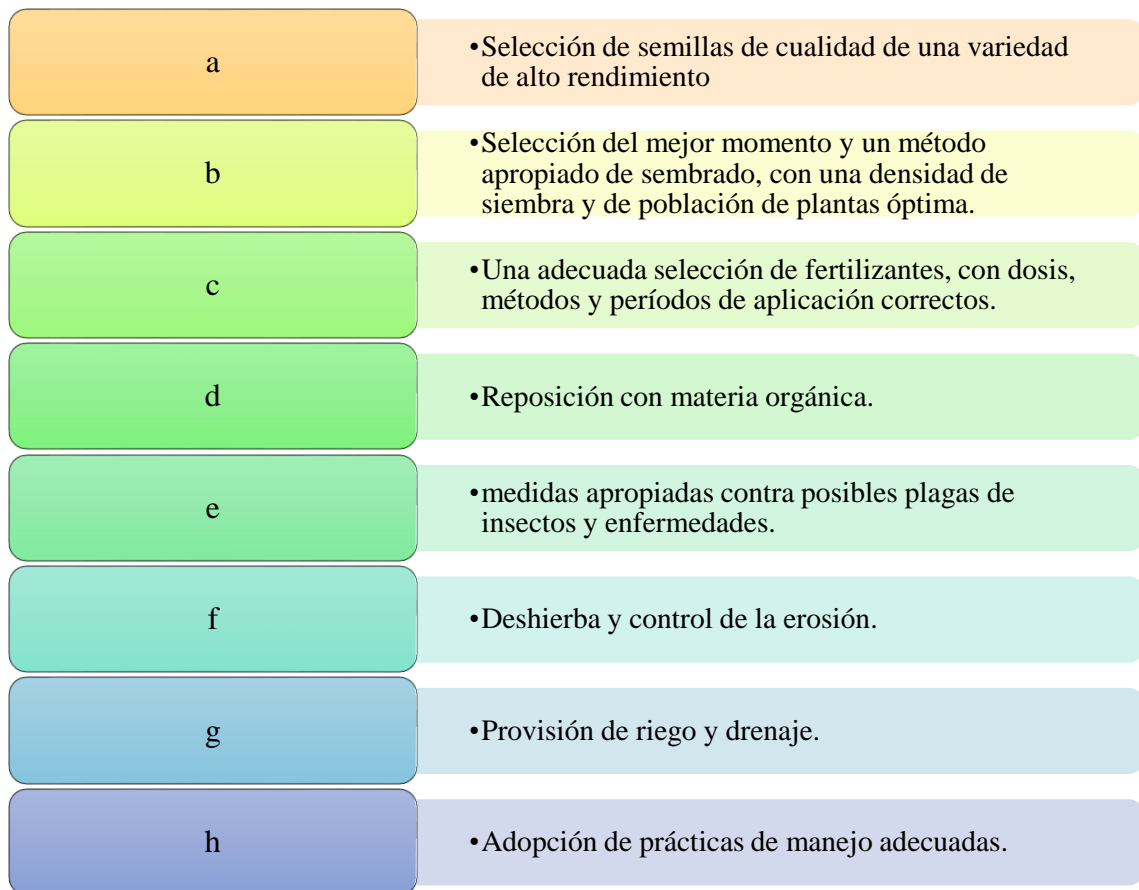 a
•Selección de semillas de cualidad de una variedad
de alto rendimiento
b
•Selección del mejor momento y un método
apropiado de sembrado, con una densidad de
siembra y de población de plantas óptima.
c
•Una adecuada selección de fertilizantes, con dosis,
métodos y períodos de aplicación correctos.
d
•Reposición con materia orgánica.
e
•medidas apropiadas contra posibles plagas de
insectos y enfermedades.
f
•Deshierba y control de la erosión.
g
•Provisión de riego y drenaje.
h
•Adopción de prácticas de manejo adecuadas.